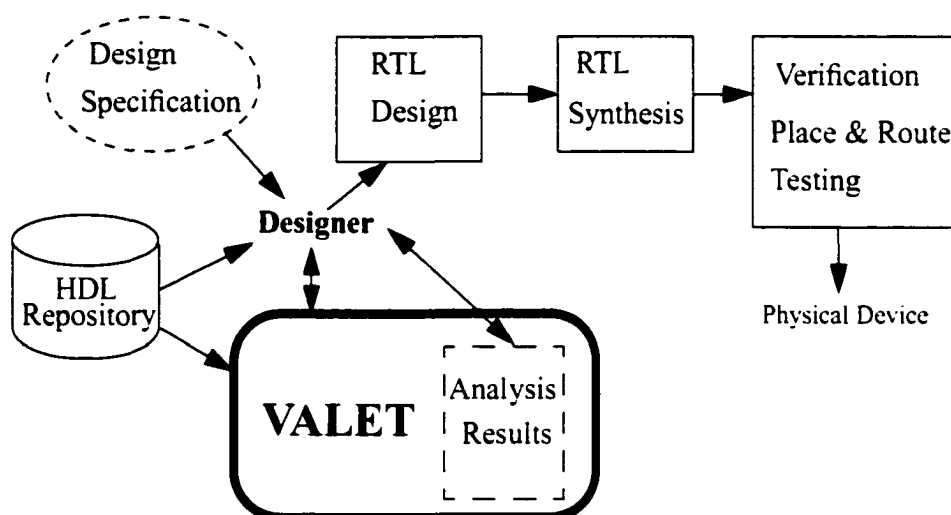 Design
Specification
RTL
Design
RTL
Synthesis
Verification
Place & Route
Testing
Designer
HDL
Repository
Physical Device
VALET
Analysis
Results